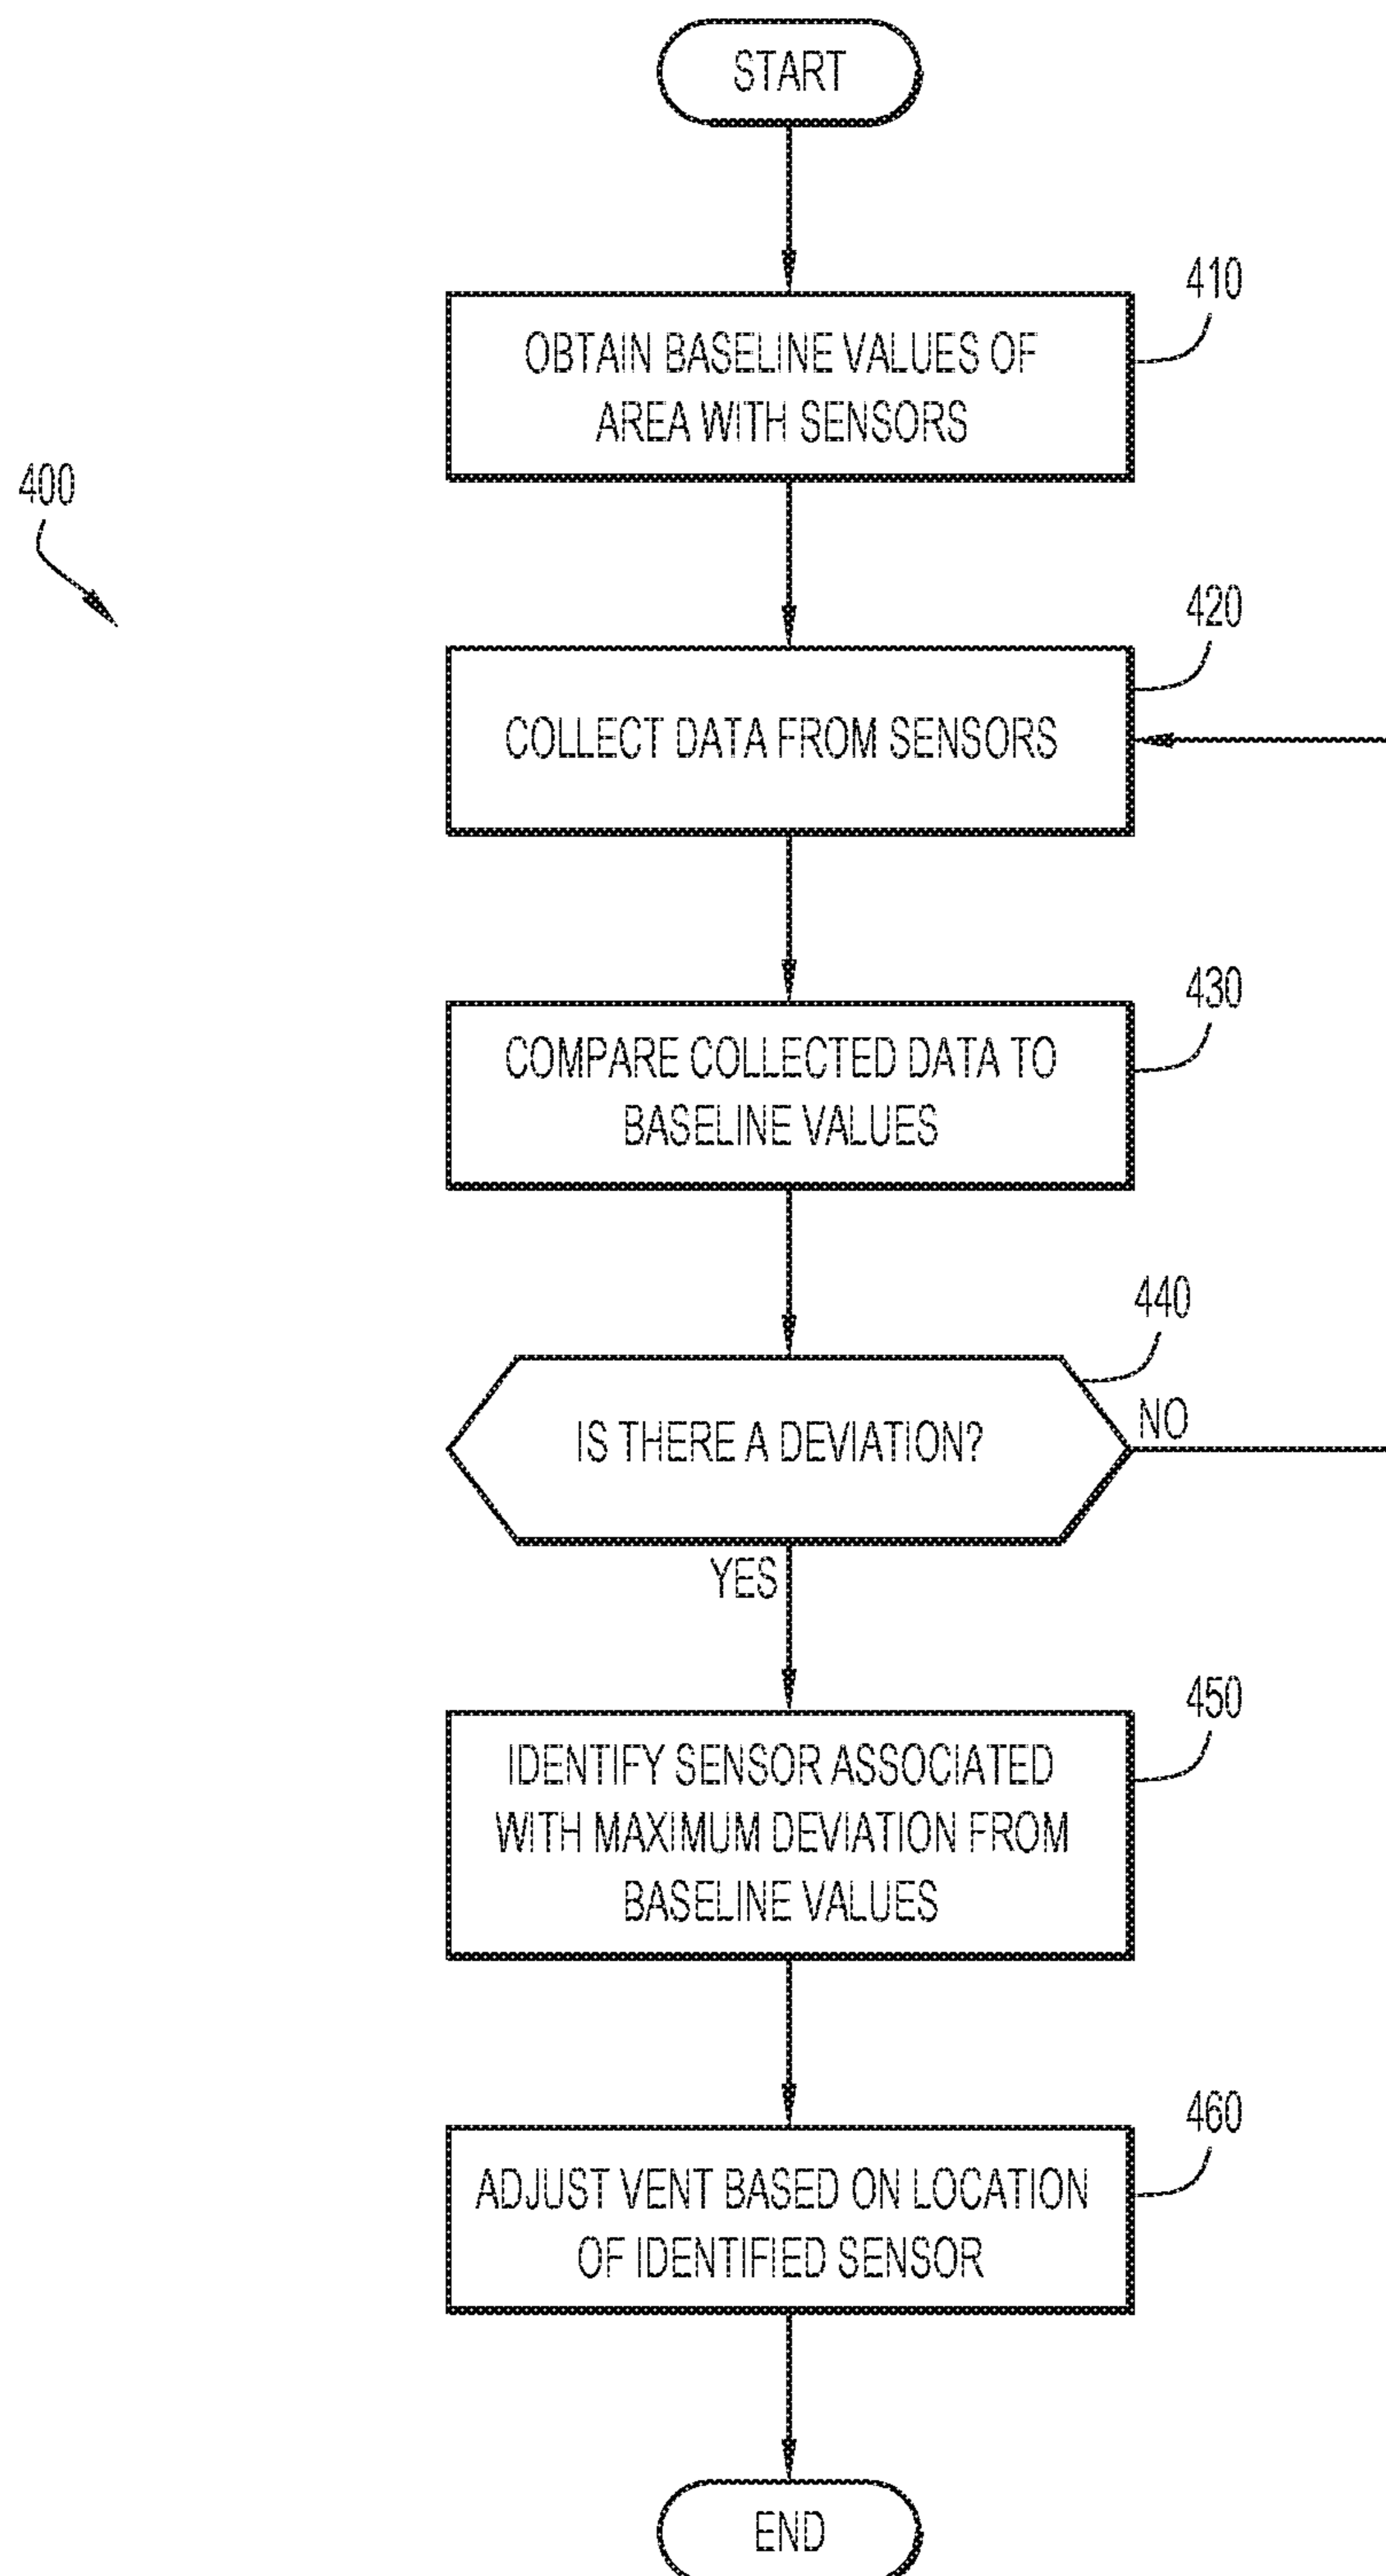 START
410
OBTAIN BASELINE VALUES OF
AREA WITH SENSORS
400
420
COLLECT DATA FROM SENSORS
430
COMPARE COLLECTED DATA TO
BASELINE VALUES
440
IS THERE A DEVIATION?
NO
YES
450
IDENTIFY SENSOR ASSOCIATED
WITH MAXIMUM DEVIATION FROM
BASELINE VALUES
460
ADJUST VENT BASED ON LOCATION
OF IDENTIFIED SENSOR
END